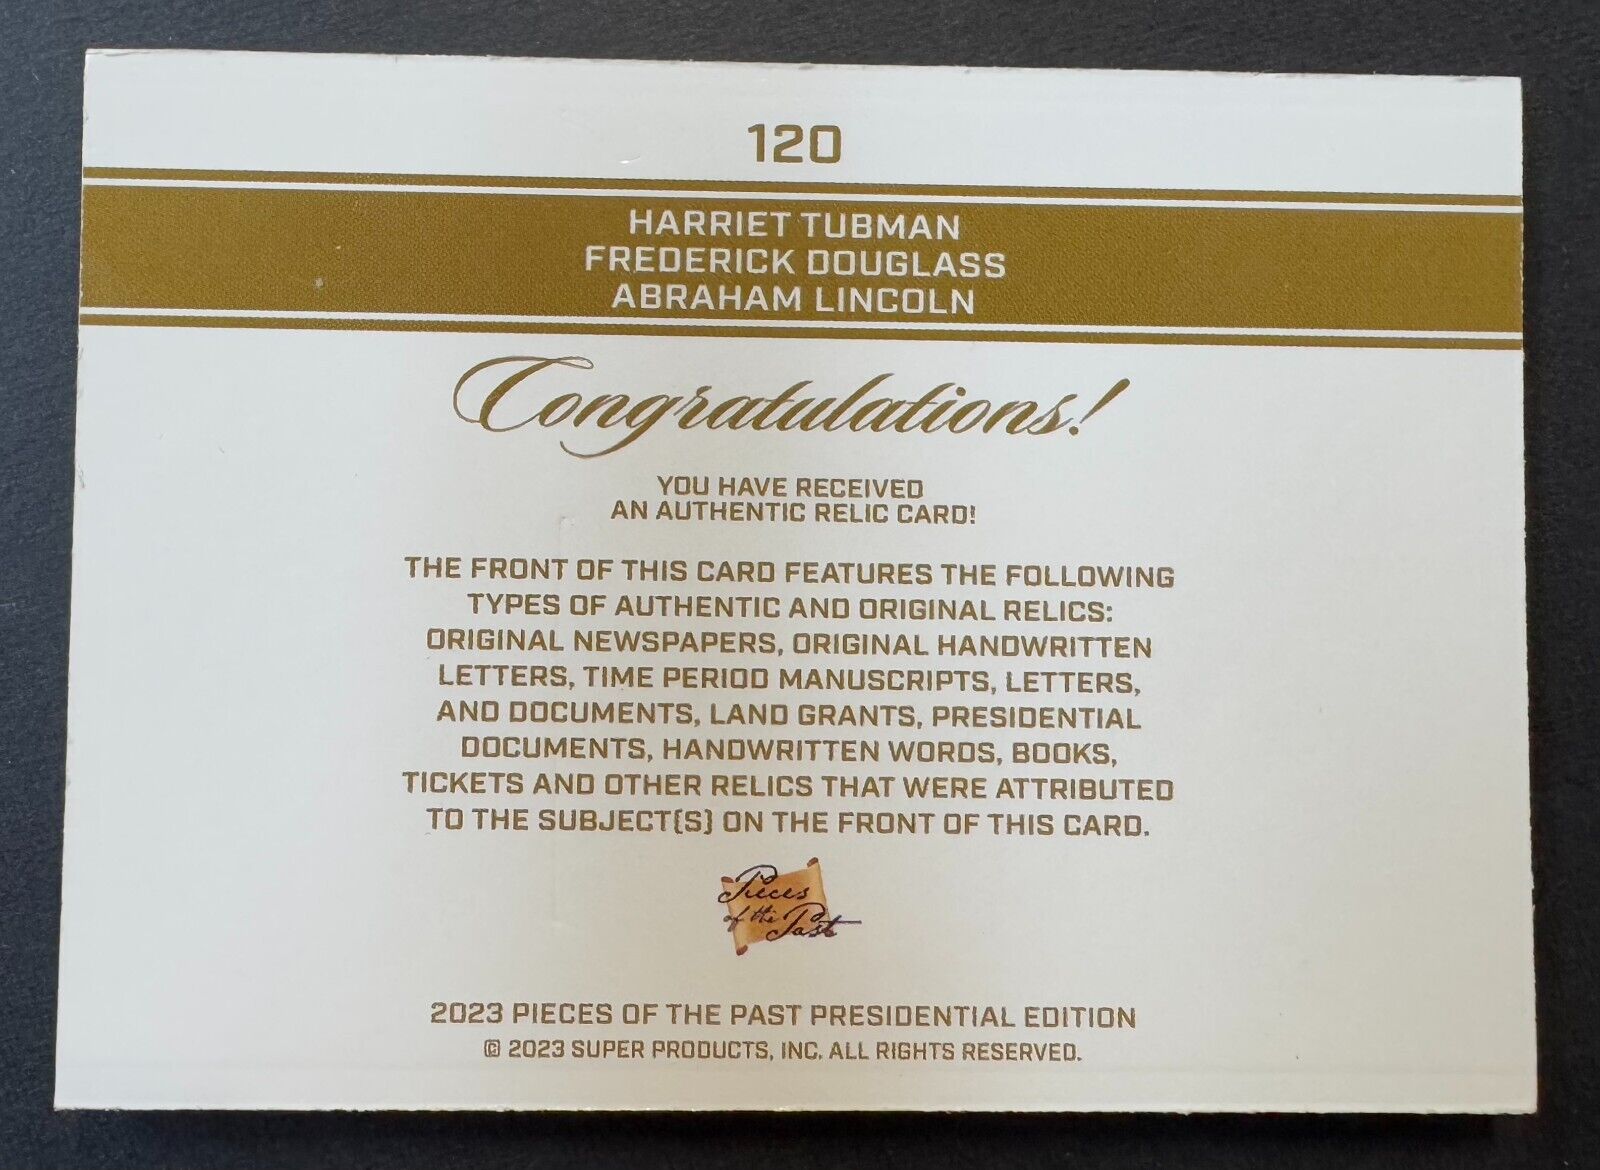 120
HARRIET TUBMAN
FREDERICK DOUGLASS
ABRAHAM LINCOLN
Congratulations!
YOU HAVE RECEIVED
AN AUTHENTIC RELIC CARD!
THE FRONT OF THIS CARD FEATURES THE FOLLOWING
TYPES OF AUTHENTIC AND ORIGINAL RELICS:
ORIGINAL NEWSPAPERS, ORIGINAL HANDWRITTEN
LETTERS, TIME PERIOD MANUSCRIPTS, LETTERS,
AND DOCUMENTS, LAND GRANTS, PRESIDENTIAL
DOCUMENTS, HANDWRITTEN WORDS, BOOKS,
TICKETS AND OTHER RELICS THAT WERE ATTRIBUTED
TO THE SUBJECT(S) ON THE FRONT OF THIS CARD.
Pieces
of the Past
2023 PIECES OF THE PAST PRESIDENTIAL EDITION
© 2023 SUPER PRODUCTS, INC. ALL RIGHTS RESERVED.